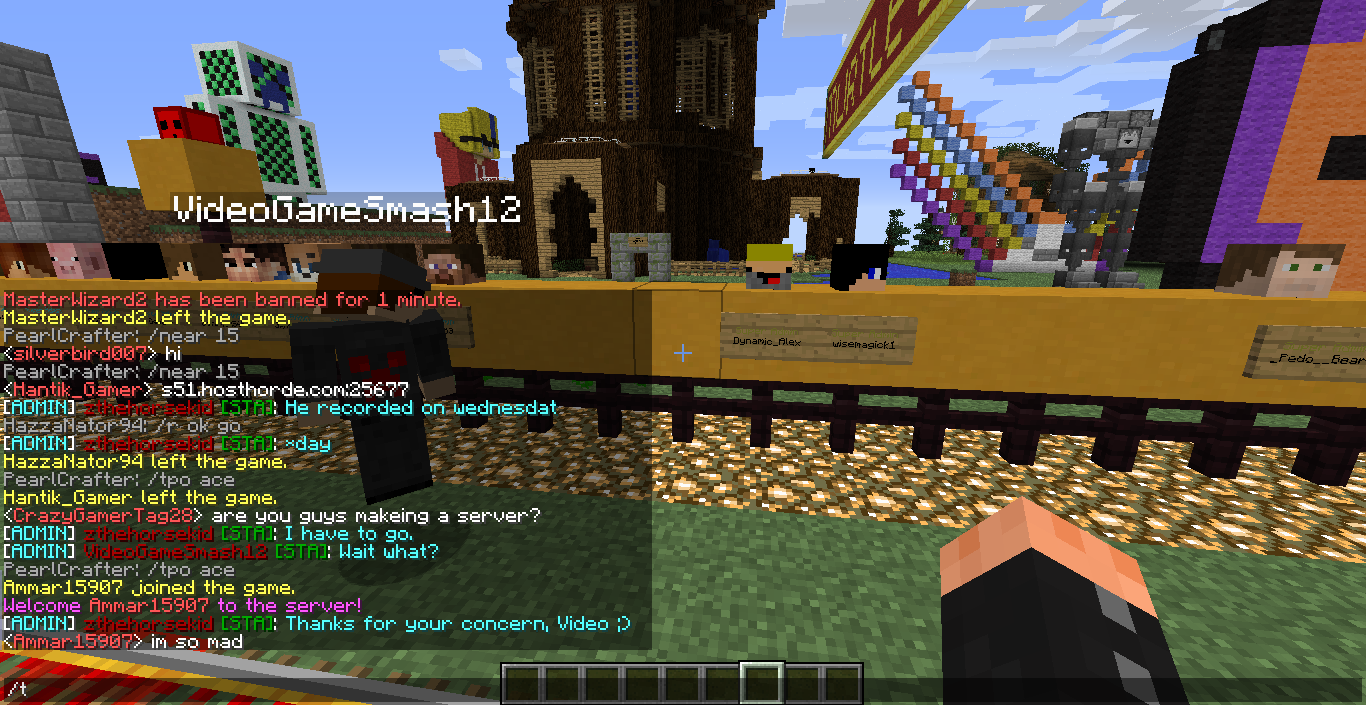 VideoGameSmash12
MasterWizard2 has been banned for 1 minute.
MasterWizard2 left the game.
PearlCrafter: /near 15
<silverbird007> hi
PearlCrafter: /near 15
<Hantik_Gamer> s51.hosthorde.com:25677
[ADMIN] zthehorsekid [STA]: He recorded on wednesdat
HazzaNator94: /r ok go
[ADMIN] zthehorsekid [STA]: *day
HazzaNator94 left the game.
PearlCrafter: /tpo ace
Hantik_Gamer left the game.
<CrazyGamerTag28> are you guys makeing a server?
[ADMIN] zthehorsekid [STA]: I have to go.
[ADMIN] VideoGameSmash12 [STA]: Wait what?
PearlCrafter: /tpo ace
Ammar15907 joined the game.
Welcome Ammar15907 to the server!
[ADMIN] zthehorsekid [STA]: Thanks for your concern, Video ;)
<Ammar15907> im so mad
/t
Dynamic_Alex
wisemagick1
_Pedo__Bear